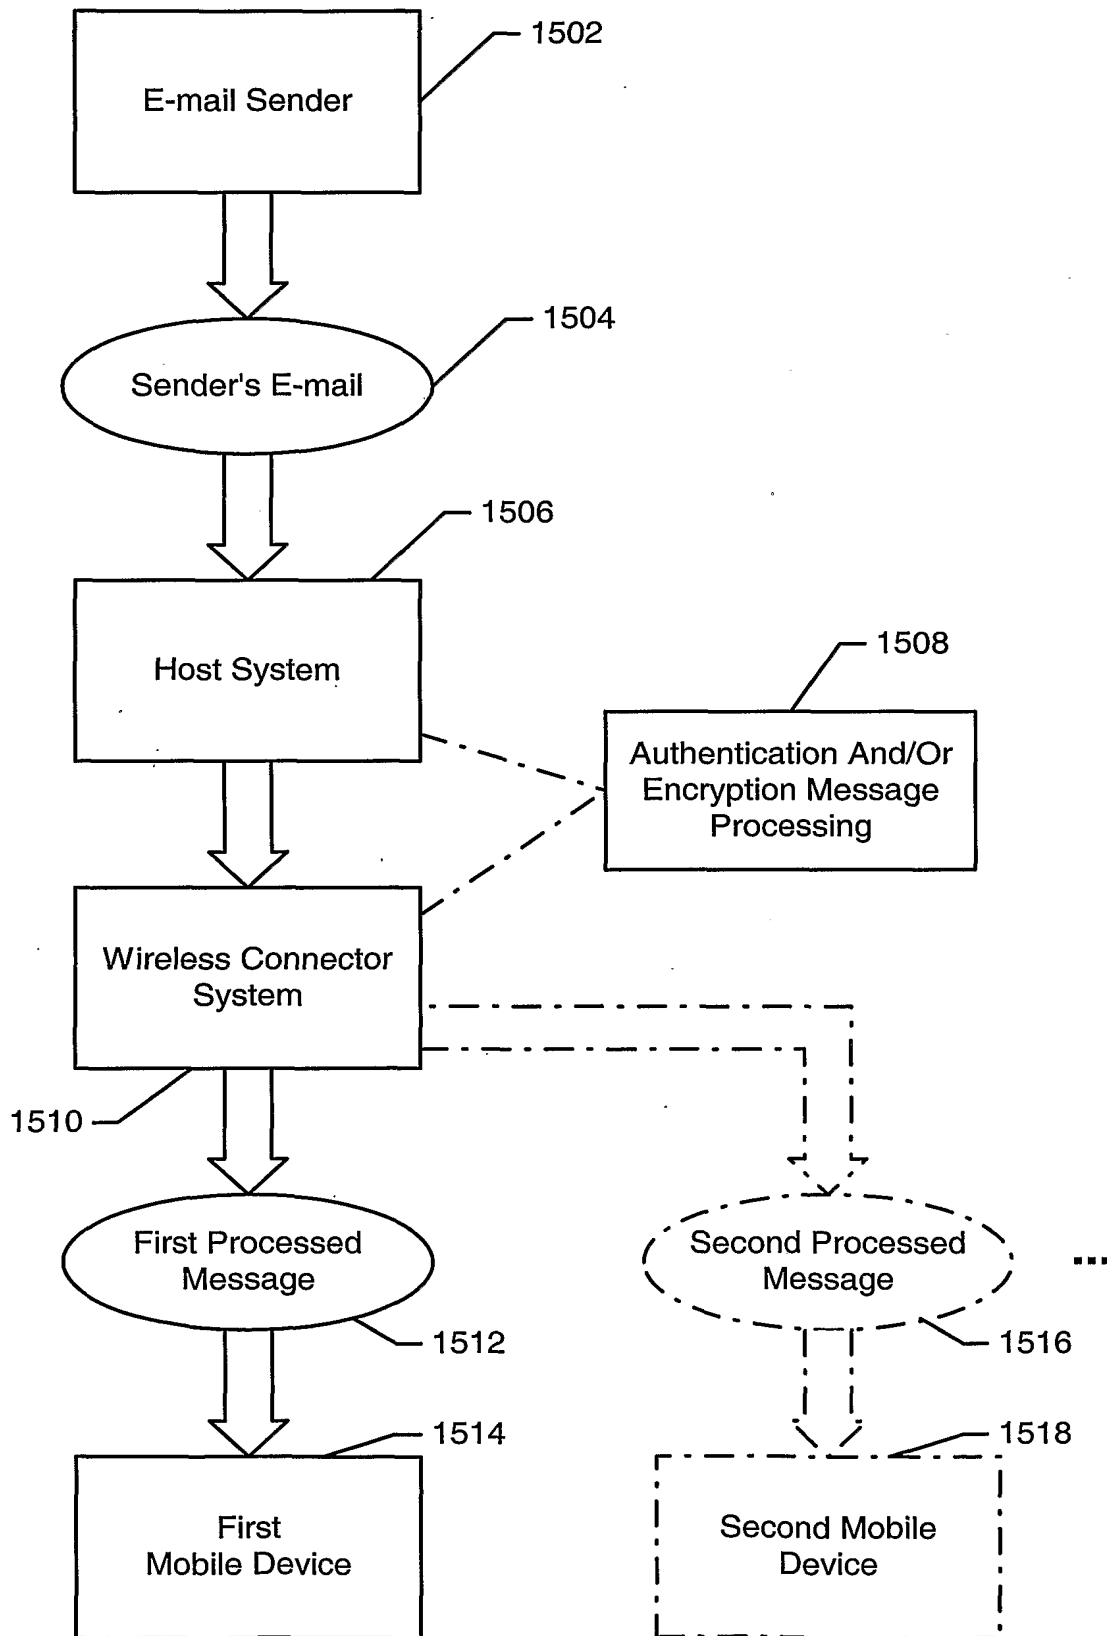 1502
E-mail Sender
1504
Sender's E-mail
1506
Host System
1508
Authentication And/Or
Encryption Message
Processing
Wireless Connector
System
1510
First Processed
Message
Second Processed
Message
...
1512
1516
1514
1518
First
Mobile Device
Second Mobile
Device